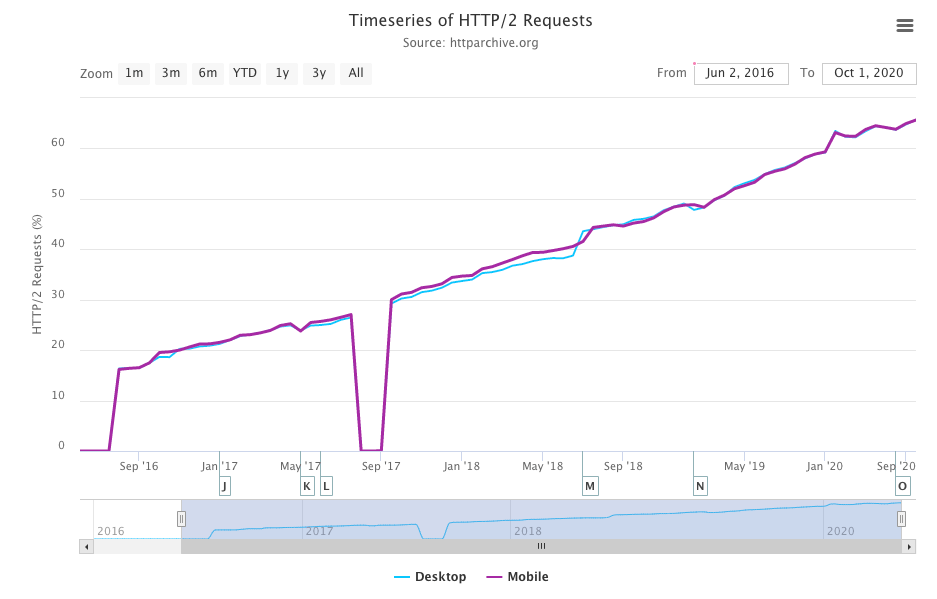 Timeseries of HTTP/2 Requests
Source: httparchive.org
Zoom 1m 3m 6m YTD 1y 3y All From Jun 2, 2016 To Oct 1, 2020
HTTP/2 Requests (%)
60
50
40
30
20
10
0
Sep '16 Jan '17 May '17 Sep '17 Jan '18 May '18 Sep '18 May '19 Jan '20 Sep '20
J K L M N O
2016 2017 2018 2020
Desktop Mobile